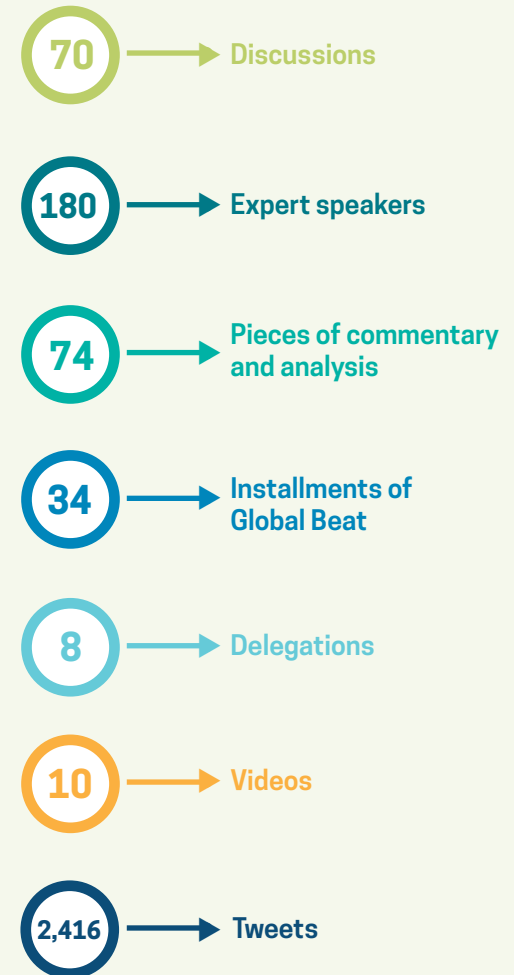 70
Discussions
180
Expert speakers
74
Pieces of commentary
and analysis
34
Installments of
Global Beat
8
Delegations
10
Videos
2,416
Tweets